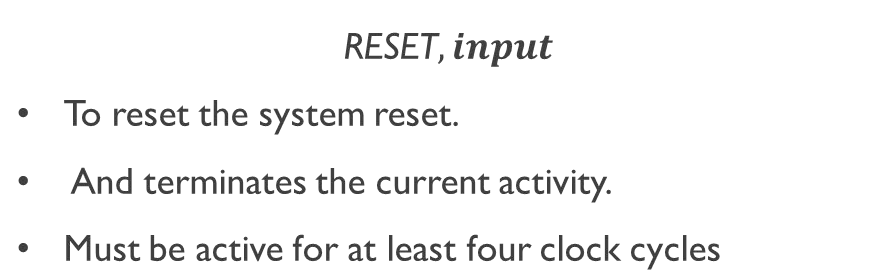 RESET, input
• To reset the system reset.
• And terminates the current activity.
• Must be active for at least four clock cycles